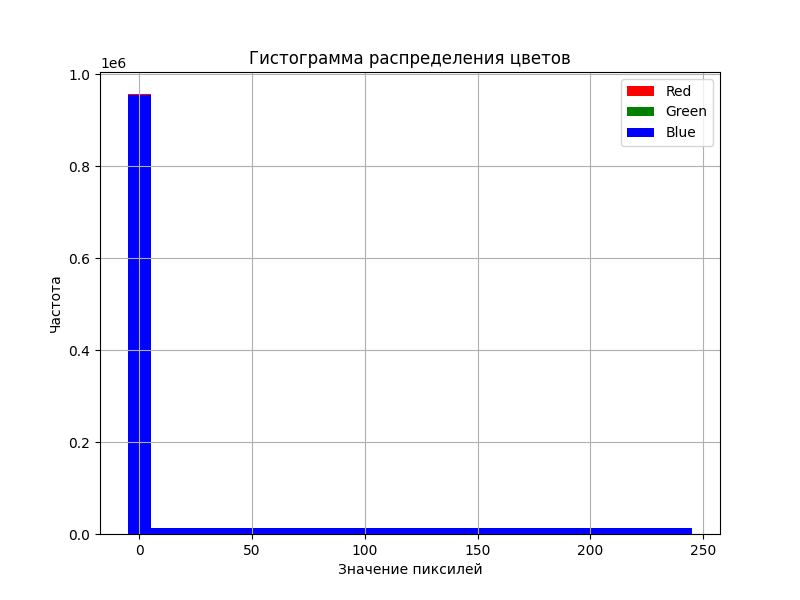 Гистограмма распределения цветов
1e6
1.0
0.8
0.6
0.4
0.2
0.0
Частота
Red
Green
Blue
0 50 100 150 200 250
Значение пиксилей